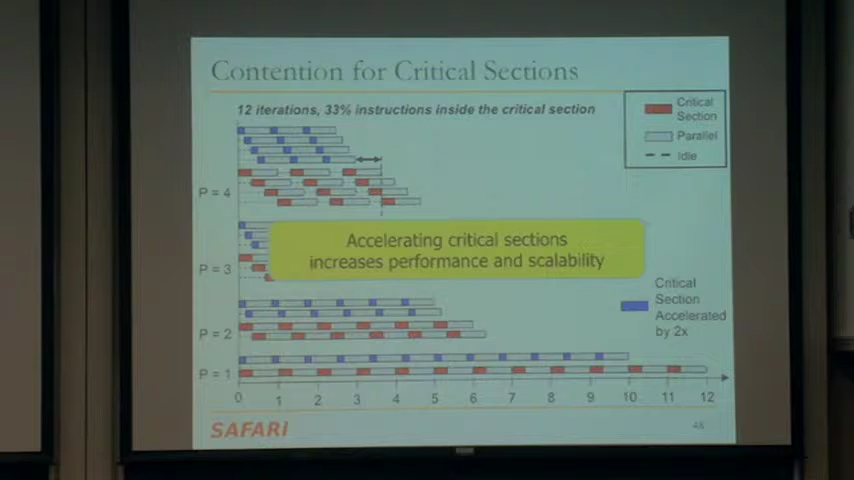 Contention for Critical Sections
12 iterations, 33% instructions inside the critical section
Critical
Section
Parallel
Idle
P = 4
Accelerating critical sections
increases performance and scalability
P = 3
Critical
Section
Accelerated
by 2x
P = 2
P = 1
0 1 2 3 4 5 6 7 8 9 10 11 12
SAFARI
48